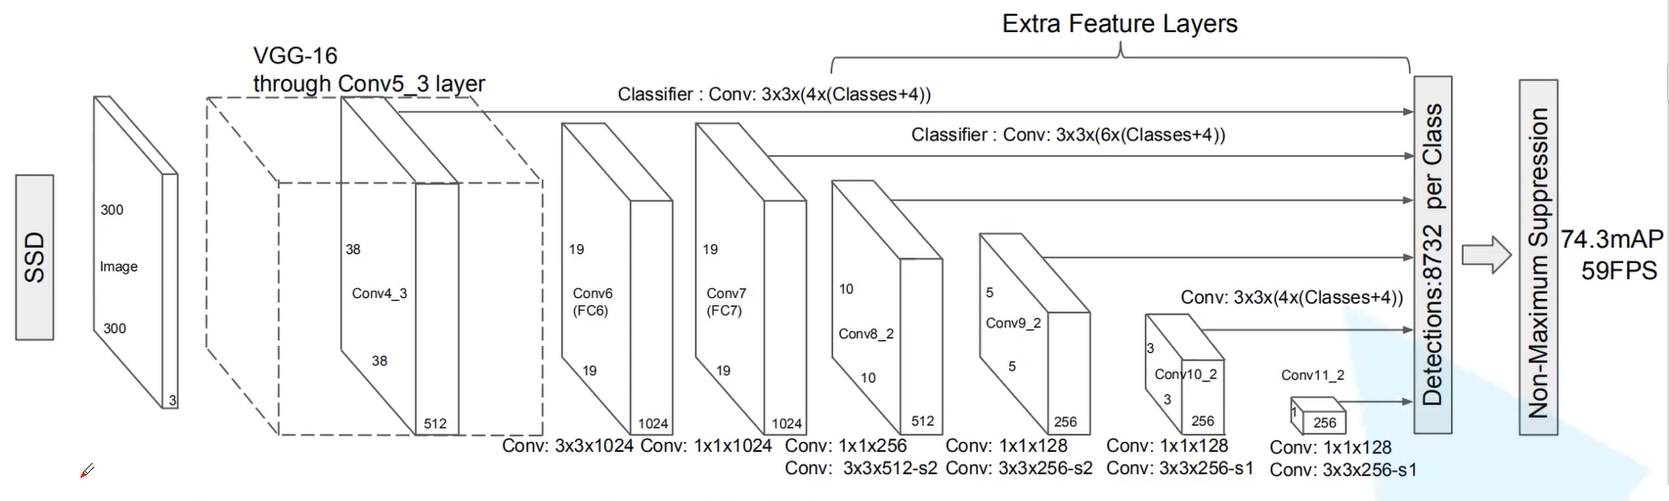 Extra Feature Layers
VGG-16
through Conv5_3 layer
Classifier : Conv: 3x3x(4x(Classes+4))
Classifier : Conv: 3x3x(6x(Classes+4))
SSD
300
Image
300
3
38
Conv4_3
38
512
19
Conv6
(FC6)
19
1024
19
Conv7
(FC7)
19
1024
10
Conv8_2
10
512
5
Conv9_2
5
256
Conv: 3x3x(4x(Classes+4))
3
Conv10_2
3
256
Conv11_2
1
256
Conv: 3x3x1024
Conv: 1x1x1024
Conv: 1x1x256
Conv: 3x3x512-s2
Conv: 1x1x128
Conv: 3x3x256-s2
Conv: 1x1x128
Conv: 3x3x256-s1
Conv: 1x1x128
Conv: 3x3x256-s1
Detections:8732 per Class
Non-Maximum Suppression
74.3mAP
59FPS